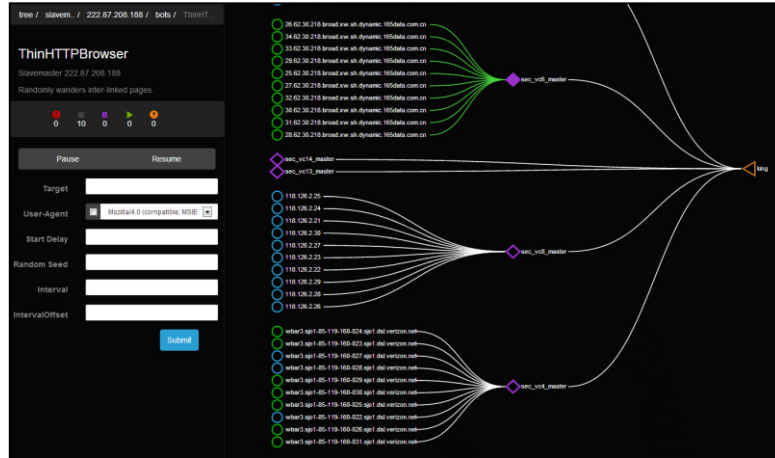 tree / slavem.. / 222.87.208.188 / bots / ThinHT...
ThinHTTPBrowser
Slavemaster 222.87.208.188
Randomly wanders inter-linked pages.
0 10 0 0 0
Pause Resume
Target
User-Agent Mozilla/4.0 (compatible; MSIE
Start Delay
Random Seed
Interval
IntervalOffset
Submit
26.62.30.218.broad.xw.sh.dynamic.165data.com.cn
34.62.30.218.broad.xw.sh.dynamic.165data.com.cn
33.62.30.218.broad.xw.sh.dynamic.165data.com.cn
29.62.30.218.broad.xw.sh.dynamic.165data.com.cn
25.62.30.218.broad.xw.sh.dynamic.165data.com.cn
27.62.30.218.broad.xw.sh.dynamic.165data.com.cn
32.62.30.218.broad.xw.sh.dynamic.165data.com.cn
30.62.30.218.broad.xw.sh.dynamic.165data.com.cn
31.62.30.218.broad.xw.sh.dynamic.165data.com.cn
28.62.30.218.broad.xw.sh.dynamic.165data.com.cn
sec_vc6_master
sec_vc14_master
sec_vc13_master
king
118.126.2.25
118.126.2.24
118.126.2.21
118.126.2.30
118.126.2.27
118.126.2.23
118.126.2.22
118.126.2.29
118.126.2.28
118.126.2.26
sec_vc8_master
wbar3.sjo1-85-119-160-024.sjo1.dsl.verizon.net
wbar3.sjo1-85-119-160-023.sjo1.dsl.verizon.net
wbar3.sjo1-85-119-160-027.sjo1.dsl.verizon.net
wbar3.sjo1-85-119-160-028.sjo1.dsl.verizon.net
wbar3.sjo1-85-119-160-029.sjo1.dsl.verizon.net
wbar3.sjo1-85-119-160-030.sjo1.dsl.verizon.net
wbar3.sjo1-85-119-160-025.sjo1.dsl.verizon.net
wbar3.sjo1-85-119-160-022.sjo1.dsl.verizon.net
wbar3.sjo1-85-119-160-026.sjo1.dsl.verizon.net
wbar3.sjo1-85-119-160-031.sjo1.dsl.verizon.net
sec_vc4_master